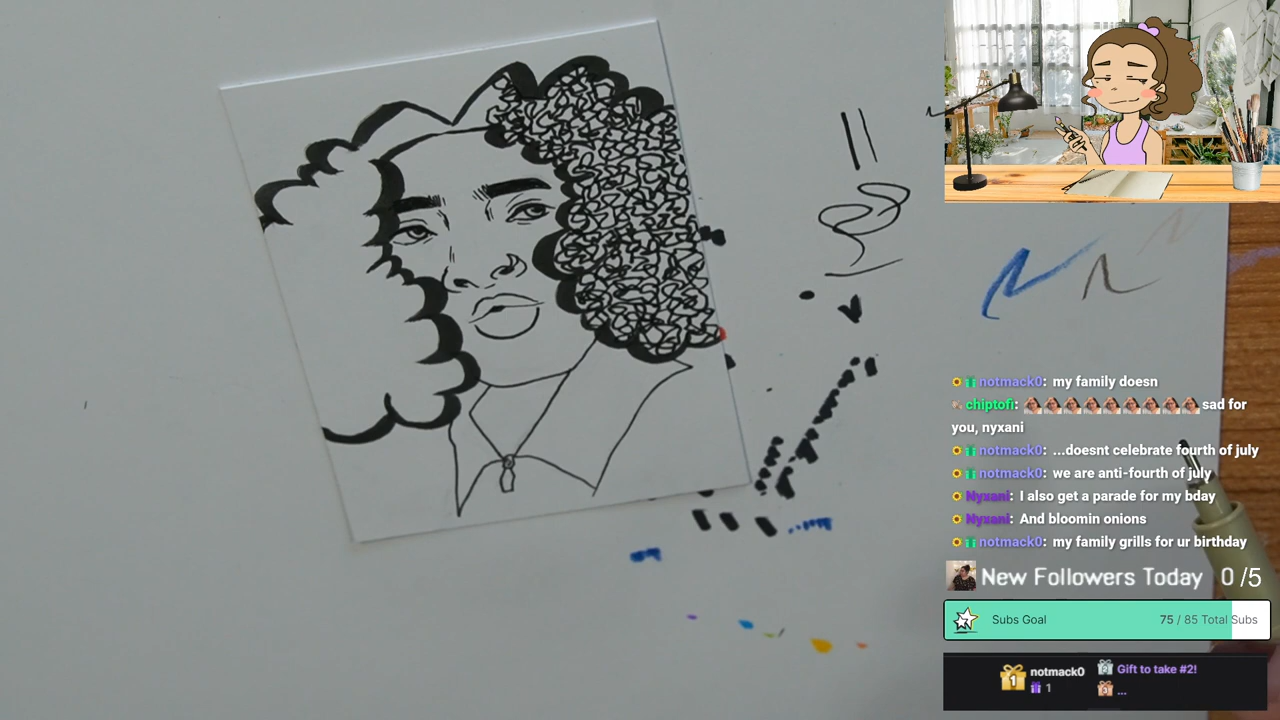 notmack0: my family doesn
chiptofi: sad for
you, nyxani
notmack0: ...doesnt celebrate fourth of july
notmack0: we are anti-fourth of july
Nyxani: I also get a parade for my bday
Nyxani: And bloomin onions
notmack0: my family grills for ur birthday
New Followers Today 0 /5
Subs Goal 75 / 85 Total Subs
1 notmack0 Gift to take #2!
1 ...